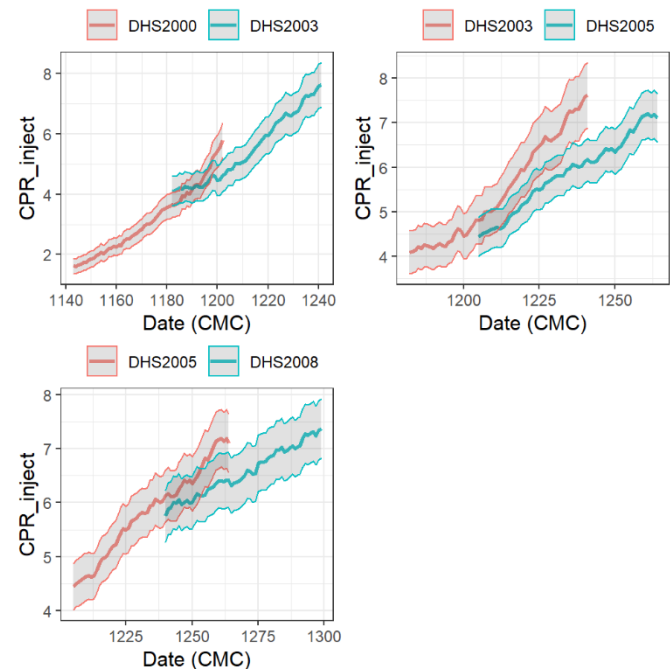 DHS2000 DHS2003
CPR_inject
8
6
4
2
1140 1160 1180 1200 1220 1240
Date (CMC)
DHS2003 DHS2005
CPR_inject
8
7
6
5
4
1200 1225 1250
Date (CMC)
DHS2005 DHS2008
CPR_inject
8
7
6
5
4
1225 1250 1275 1300
Date (CMC)